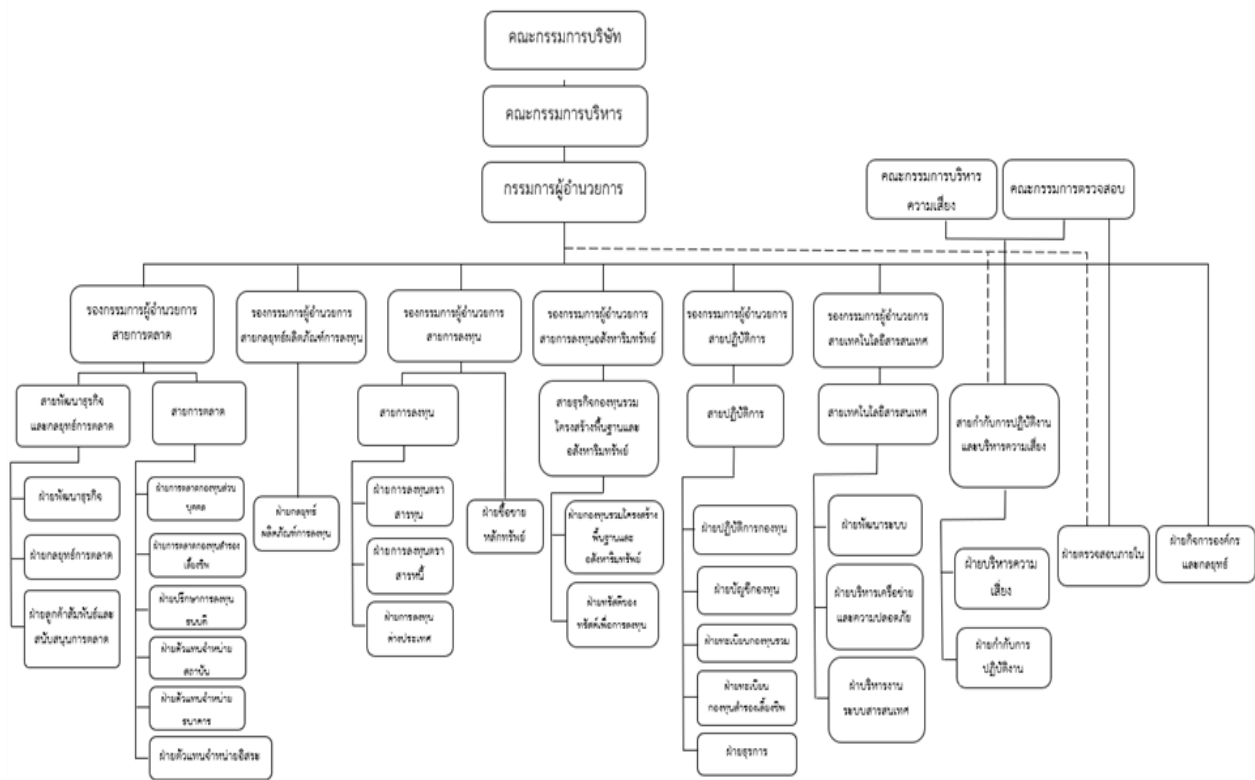 คณะกรรมการบริษัท
คณะกรรมการบริหาร
กรรมการผู้อำนวยการ
คณะกรรมการบริหาร
ความเสี่ยง
คณะกรรมการตรวจสอบ
รองกรรมการผู้อำนวยการ
สายการตลาด
รองกรรมการผู้อำนวยการ
สายกลยุทธ์ผลิตภัณฑ์การลงทุน
รองกรรมการผู้อำนวยการ
สายการลงทุน
รองกรรมการผู้อำนวยการ
สายการลงทุนอสังหาริมทรัพย์
รองกรรมการผู้อำนวยการ
สายปฏิบัติการ
รองกรรมการผู้อำนวยการ
สายเทคโนโลยีสารสนเทศ
สายพัฒนาธุรกิจ
และกลยุทธ์การตลาด
สายการตลาด
สายการลงทุน
สายธุรกิจกองทุนรวม
โครงสร้างพื้นฐานและ
อสังหาริมทรัพย์
สายปฏิบัติการ
สายเทคโนโลยีสารสนเทศ
สายกำกับการปฏิบัติงาน
และบริหารความเสี่ยง
ฝ่ายพัฒนาธุรกิจ
ฝ่ายกลยุทธ์การตลาด
ฝ่ายลูกค้าสัมพันธ์และ
สนับสนุนการตลาด
ฝ่ายการตลาดกองทุนส่วน
บุคคล
ฝ่ายการตลาดกองทุนสำรอง
เลี้ยงชีพ
ฝ่ายปรึกษาการลงทุน
ธนบดี
ฝ่ายตัวแทนจำหน่าย
สถาบัน
ฝ่ายตัวแทนจำหน่าย
ธนาคาร
ฝ่ายตัวแทนจำหน่ายอิสระ
ฝ่ายกลยุทธ์
ผลิตภัณฑ์การลงทุน
ฝ่ายการลงทุนตรา
สารทุน
ฝ่ายการลงทุนตรา
สารหนี้
ฝ่ายการลงทุน
ต่างประเทศ
ฝ่ายซื้อขาย
หลักทรัพย์
ฝ่ายกองทุนรวมโครงสร้าง
พื้นฐานและ
อสังหาริมทรัพย์
ฝ่ายทรัสตีของ
ทรัสต์เพื่อการลงทุน
ฝ่ายปฏิบัติการกองทุน
ฝ่ายบัญชีกองทุน
ฝ่ายทะเบียนกองทุนรวม
ฝ่ายทะเบียน
กองทุนสำรองเลี้ยงชีพ
ฝ่ายธุรการ
ฝ่ายพัฒนาระบบ
ฝ่ายบริหารเครือข่าย
และความปลอดภัย
ฝ่าบริหารงาน
ระบบสารสนเทศ
ฝ่ายบริหารความ
เสี่ยง
ฝ่ายกำกับการ
ปฏิบัติงาน
ฝ่ายตรวจสอบภายใน
ฝ่ายกิจการองค์กร
และกลยุทธ์